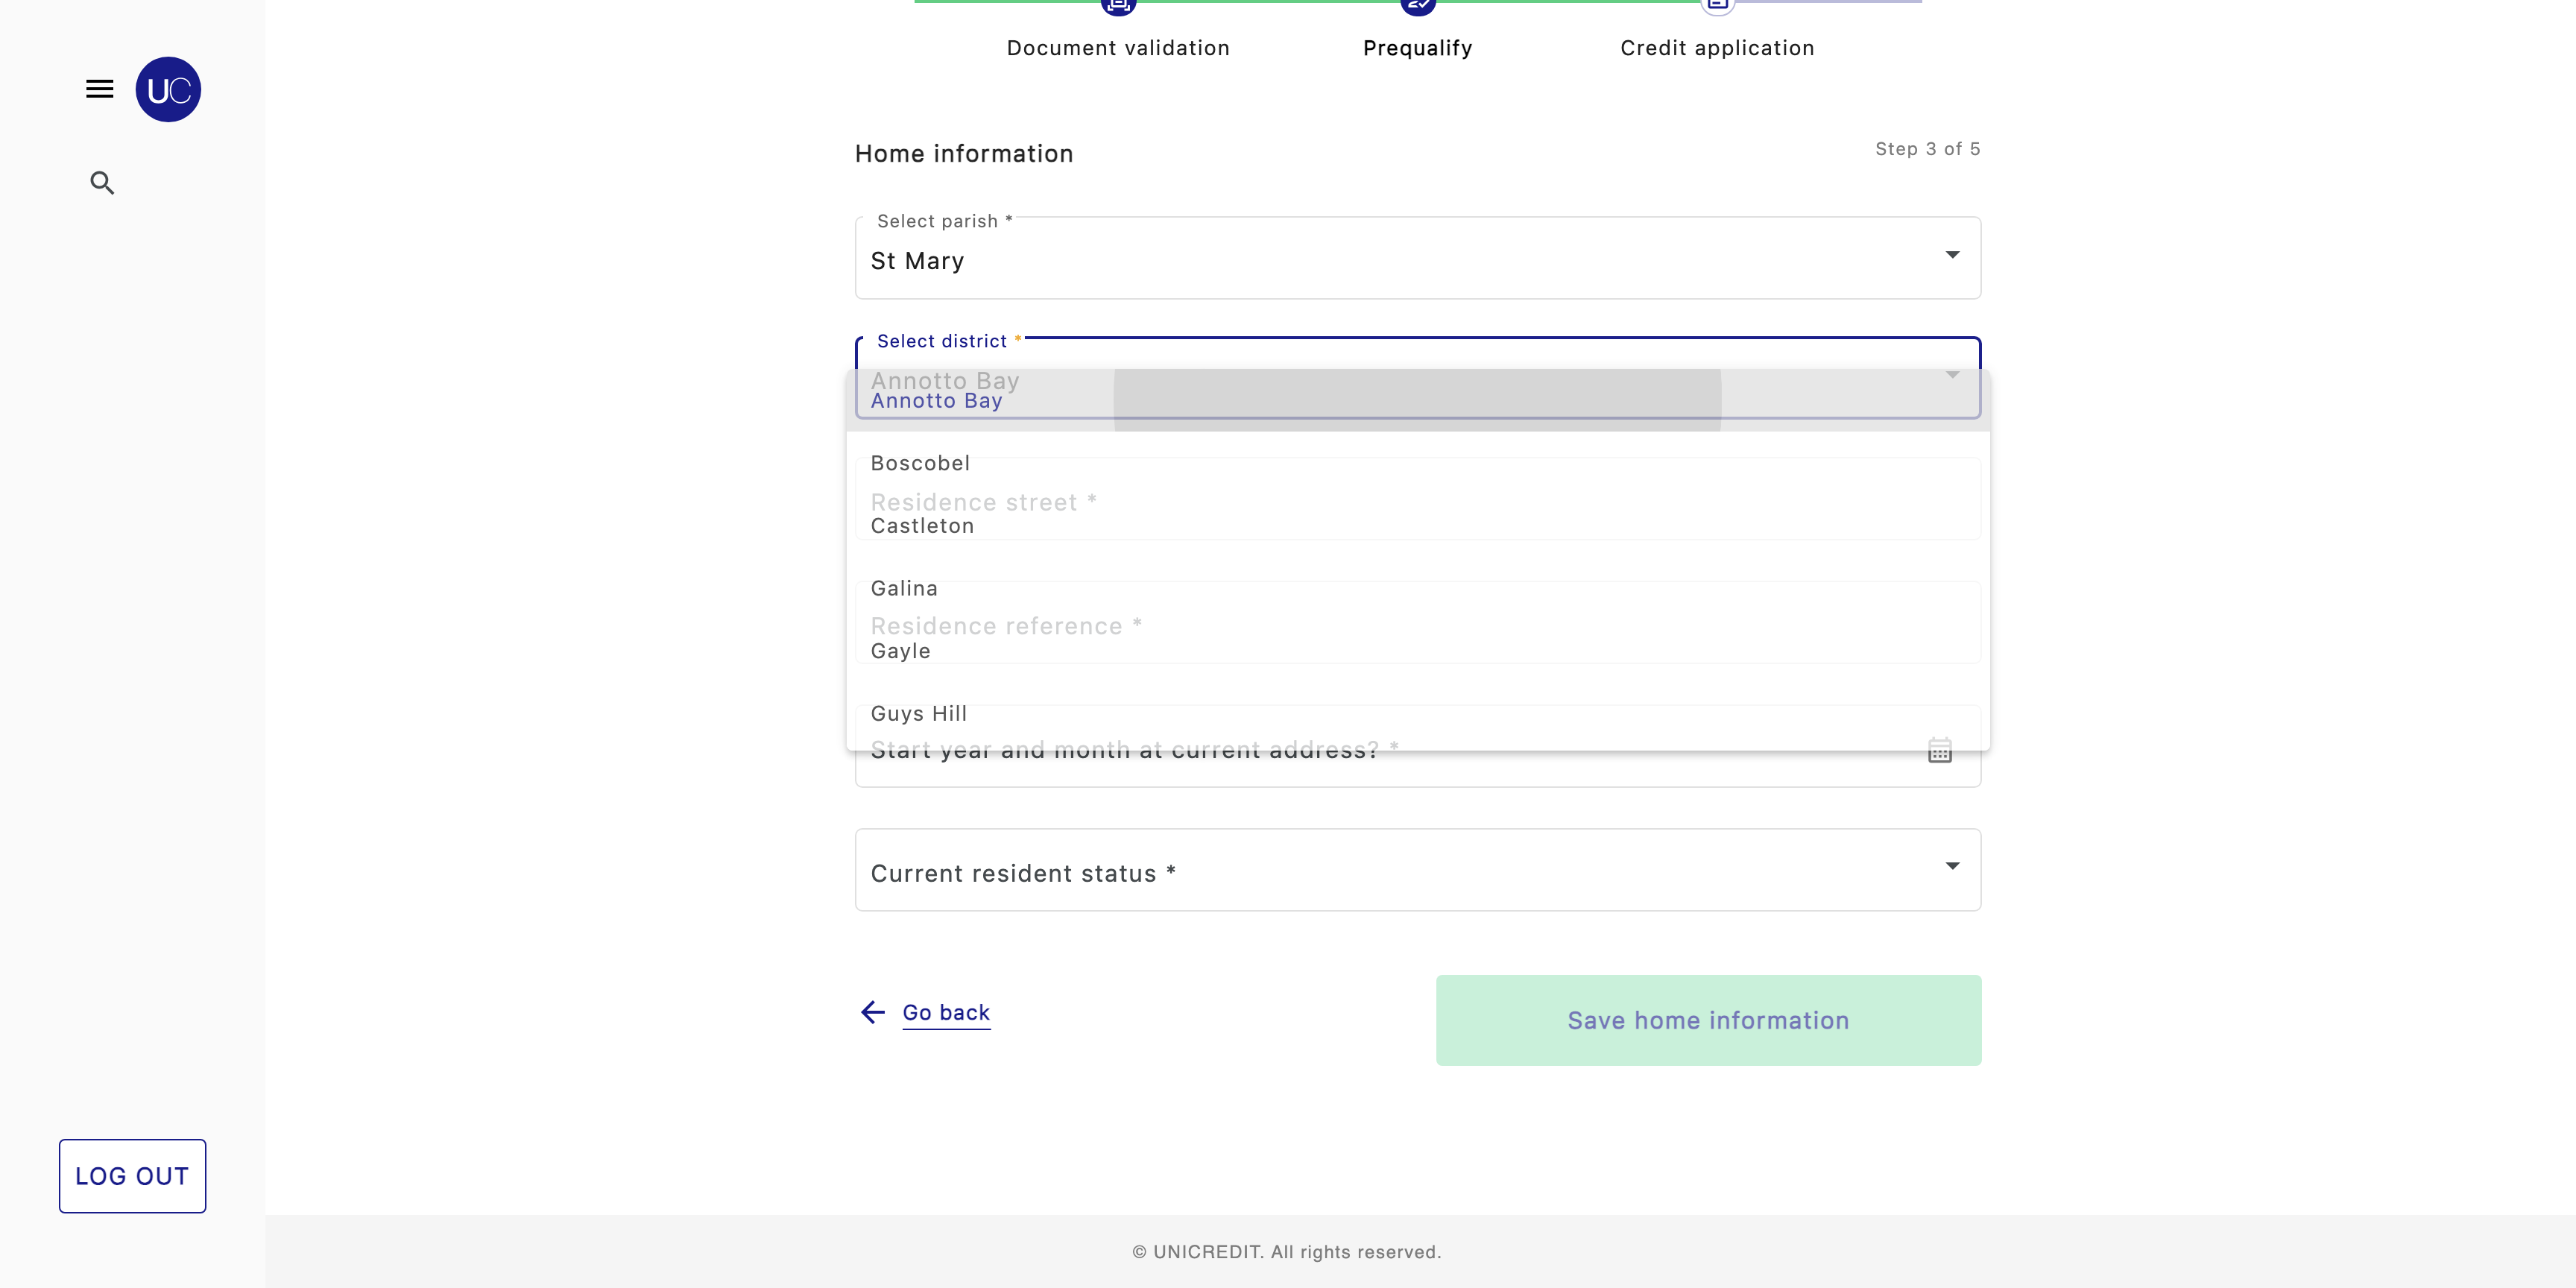 Document validation
Prequalify
Credit application
UC
Home information
Step 3 of 5
Select parish *
St Mary
Select district *
Annotto Bay
Annotto Bay
Boscobel
Residence street *
Castleton
Galina
Residence reference *
Gayle
Guys Hill
Start year and month at current address? *
Current resident status *
Go back
Save home information
LOG OUT
© UNICREDIT. All rights reserved.